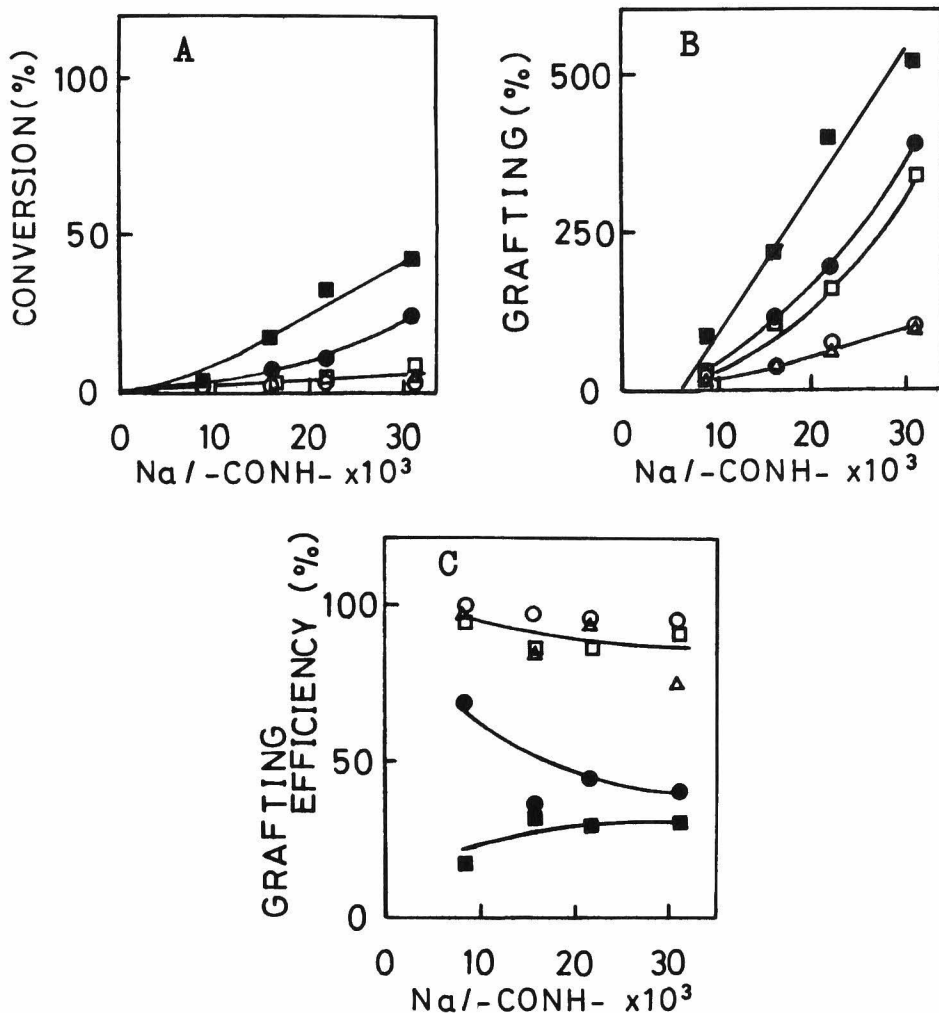 A
CONVERSION (%)
100
50
0
0 10 20 30
Na/-CONH- x10³
B
GRAFTING (%)
500
250
0
0 10 20 30
Na/-CONH- x10³
C
GRAFTING
EFFICIENCY (%)
100
50
0
0 10 20 30
Na/-CONH- x10³